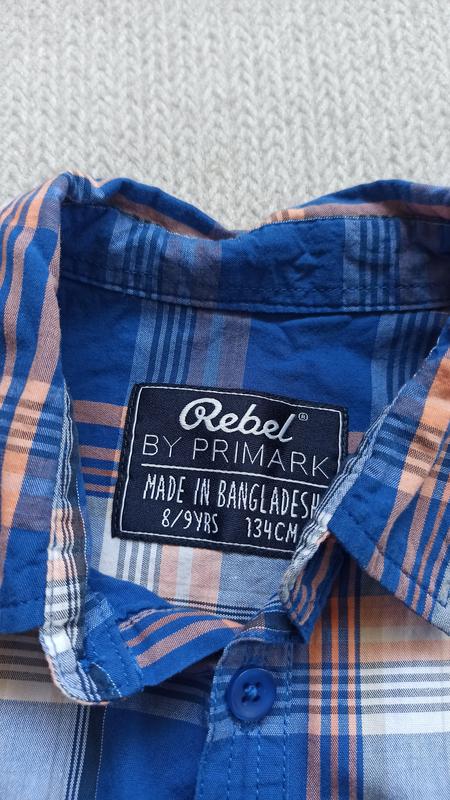 Rebel®
BY PRIMARK
MADE IN BANGLADESH
8/9YRS 134CM